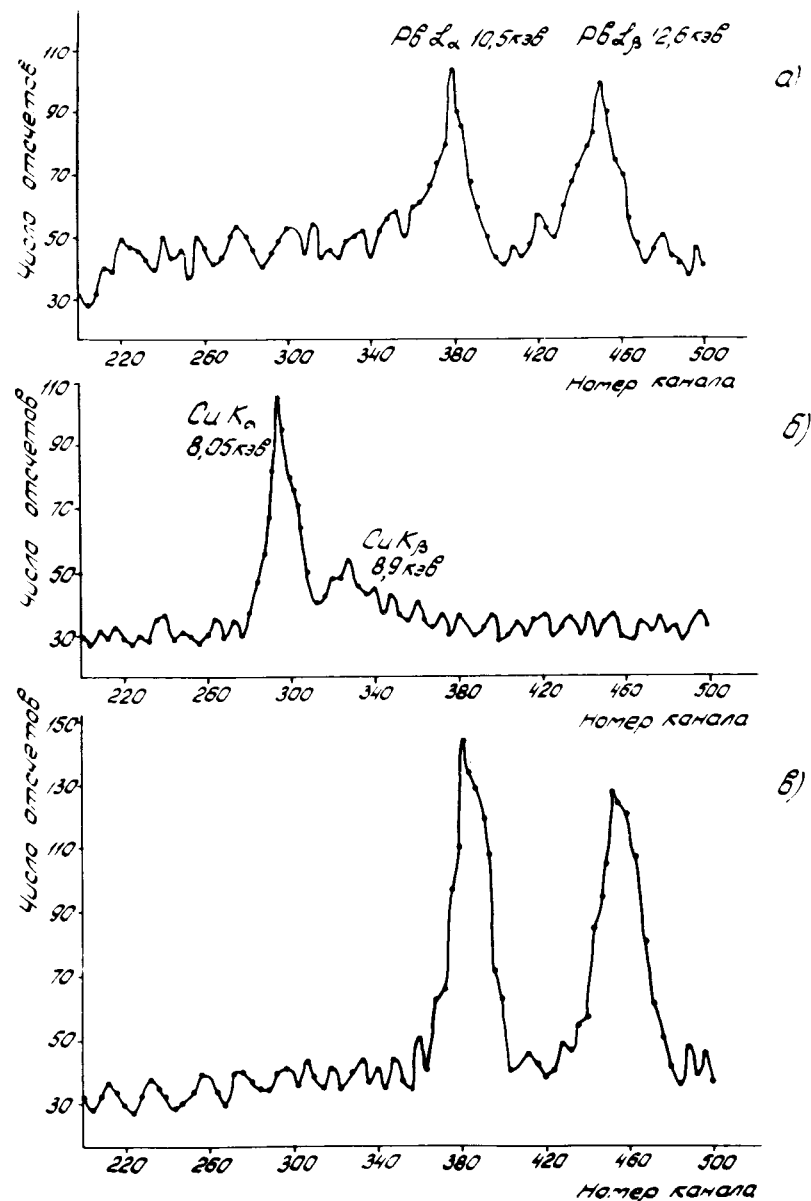 Pb Lα 10,5кэв Pb Lβ 12,6кэв
а)
Число отсчетов
110
90
70
50
30
220 260 300 340 380 420 460 500
Номер канала
Cu Kα
8,05кэв
Cu Kβ
8,9кэв
б)
Число отсчетов
110
90
70
50
30
220 260 300 340 380 420 460 500
Номер канала
в)
Число отсчетов
150
130
110
90
70
50
30
220 260 300 340 380 420 460 500
Номер канала